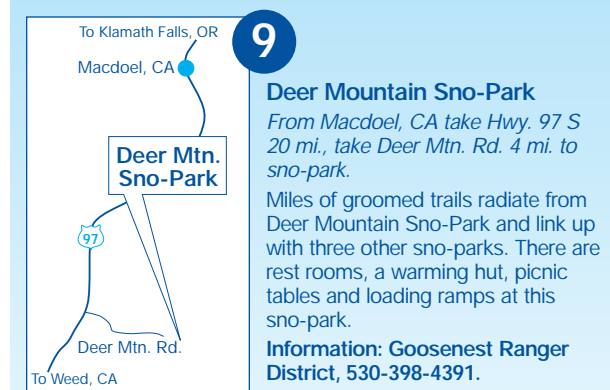 To Klamath Falls, OR
Macdoel, CA
Deer Mtn.
Sno-Park
97
Deer Mtn. Rd.
To Weed, CA
9
Deer Mountain Sno-Park
From Macdoel, CA take Hwy. 97 S
20 mi., take Deer Mtn. Rd. 4 mi. to
sno-park.
Miles of groomed trails radiate from
Deer Mountain Sno-Park and link up
with three other sno-parks. There are
rest rooms, a warming hut, picnic
tables and loading ramps at this
sno-park.
Information: Goosenest Ranger
District, 530-398-4391.